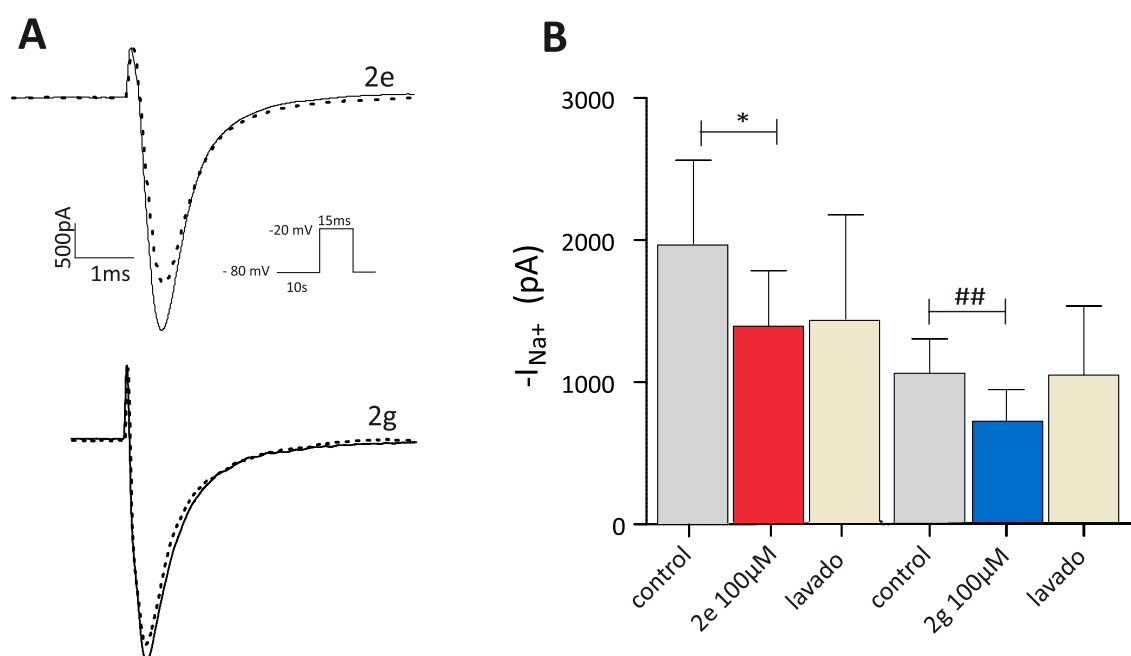 A
2e
500pA
1ms
15ms
-20 mV
- 80 mV
10s
2g
B
3000
2000
1000
0
-I Na+ (pA)
*
##
control
2e 100µM
lavado
control
2g 100µM
lavado